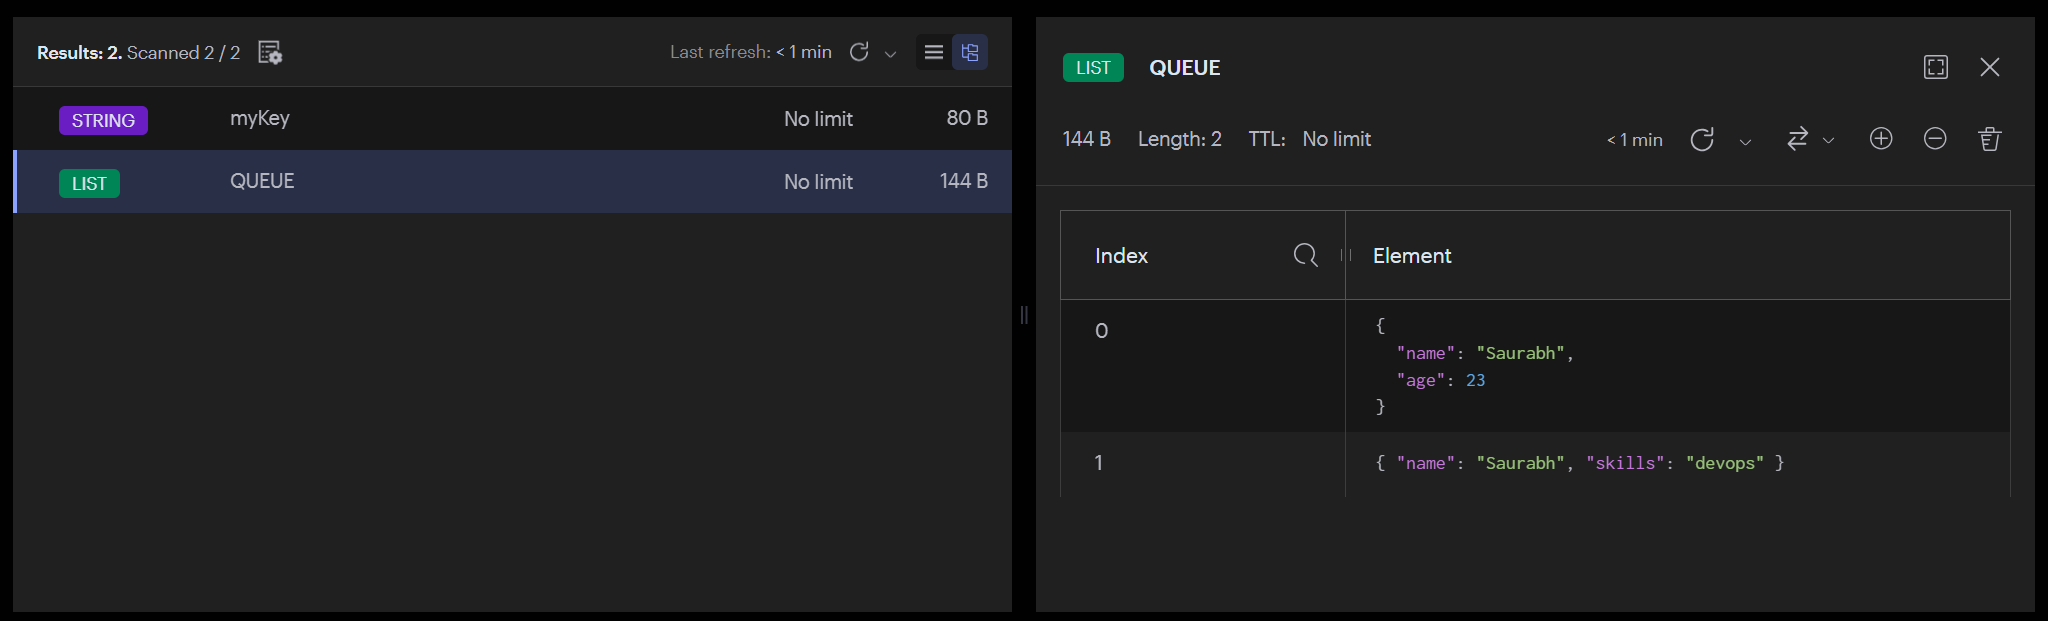 Results: 2. Scanned 2 / 2
Last refresh: < 1 min
STRING myKey No limit 80 B
LIST QUEUE No limit 144 B
LIST QUEUE
144 B Length: 2 TTL: No limit < 1 min
Index Element
0
{
"name": "Saurabh",
"age": 23
}
1 { "name": "Saurabh", "skills": "devops" }